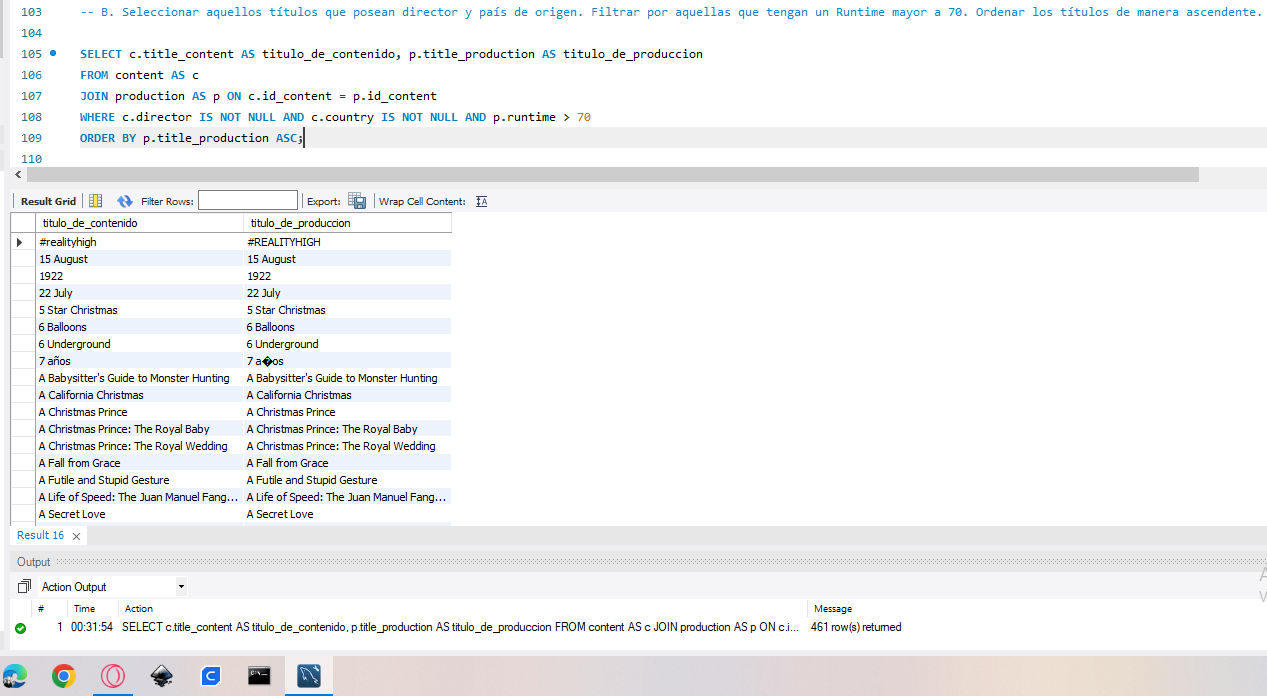 103 -- B. Seleccionar aquellos títulos que posean director y país de origen. Filtrar por aquellas que tengan un Runtime mayor a 70. Ordenar los títulos de manera ascendente.
104
105 SELECT c.title_content AS titulo_de_contenido, p.title_production AS titulo_de_produccion
106 FROM content AS c
107 JOIN production AS p ON c.id_content = p.id_content
108 WHERE c.director IS NOT NULL AND c.country IS NOT NULL AND p.runtime > 70
109 ORDER BY p.title_production ASC;
110
Result Grid Filter Rows: Export: Wrap Cell Content: IA
titulo_de_contenido titulo_de_produccion
#realityhigh #REALITYHIGH
15 August 15 August
1922 1922
22 July 22 July
5 Star Christmas 5 Star Christmas
6 Balloons 6 Balloons
6 Underground 6 Underground
7 años 7 a�os
A Babysitter's Guide to Monster Hunting A Babysitter's Guide to Monster Hunting
A California Christmas A California Christmas
A Christmas Prince A Christmas Prince
A Christmas Prince: The Royal Baby A Christmas Prince: The Royal Baby
A Christmas Prince: The Royal Wedding A Christmas Prince: The Royal Wedding
A Fall from Grace A Fall from Grace
A Futile and Stupid Gesture A Futile and Stupid Gesture
A Life of Speed: The Juan Manuel Fang... A Life of Speed: The Juan Manuel Fang...
A Secret Love A Secret Love
Result 16
Output
Action Output
# Time Action Message
1 00:31:54 SELECT c.title_content AS titulo_de_contenido, p.title_production AS titulo_de_produccion FROM content AS c JOIN production AS p ON c.i... 461 row(s) returned